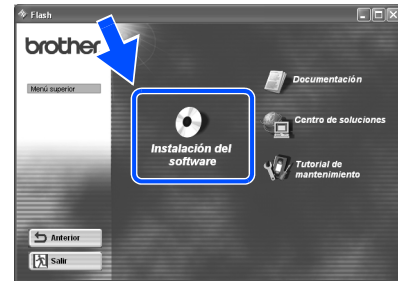 Flash
brother
Menú superior
Documentación
Centro de soluciones
Instalación del
software
Tutorial de
mantenimiento
Anterior
Salir